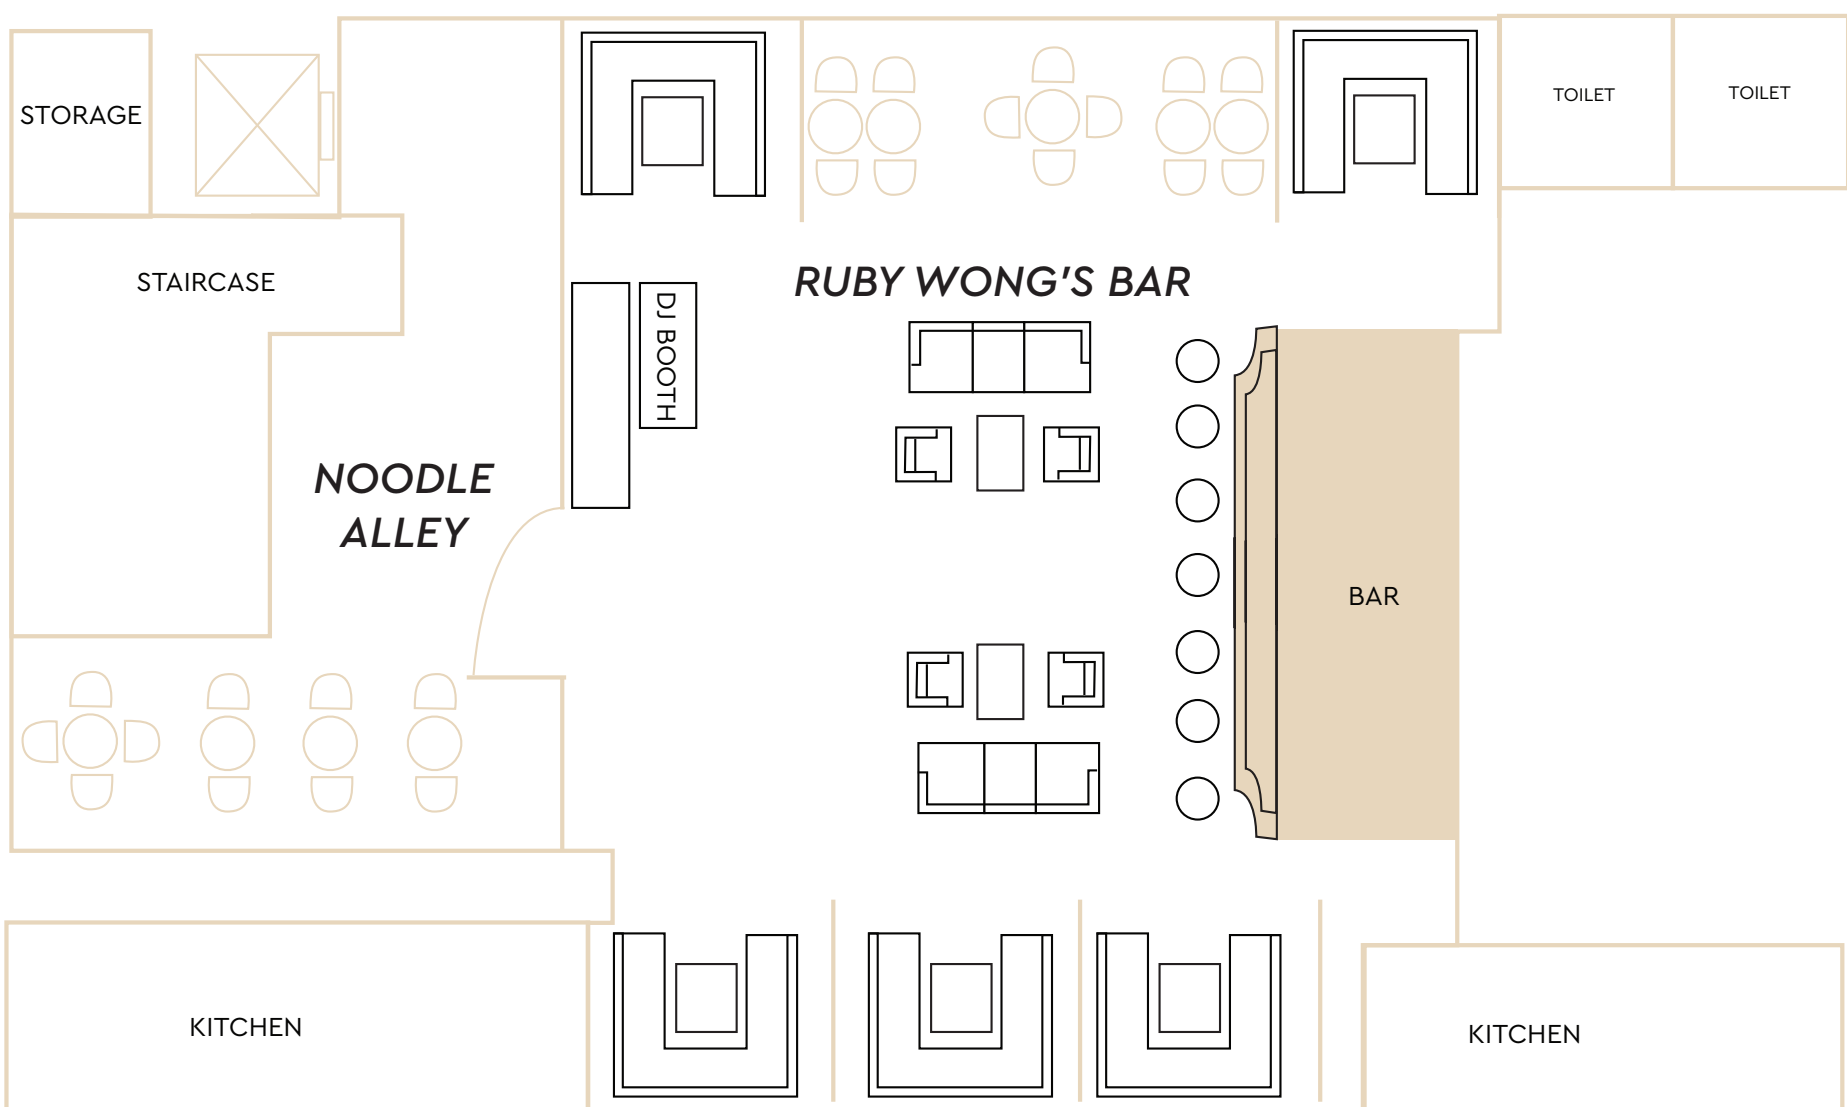 STORAGE
TOILET
TOILET
STAIRCASE
RUBY WONG'S BAR
DJ BOOTH
NOODLE
ALLEY
BAR
KITCHEN
KITCHEN